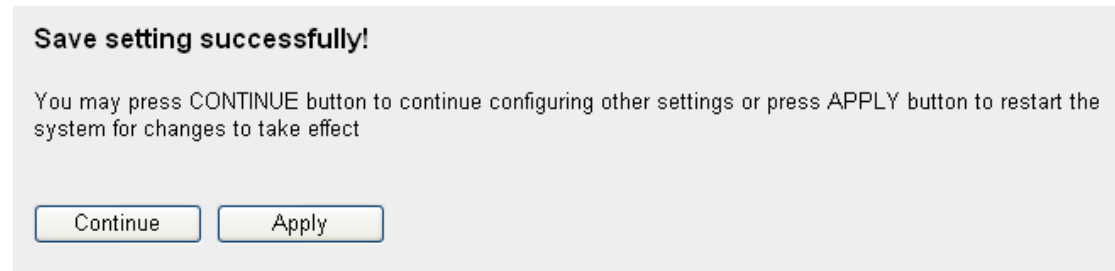 Save setting successfully!
You may press CONTINUE button to continue configuring other settings or press APPLY button to restart the
system for changes to take effect
Continue
Apply